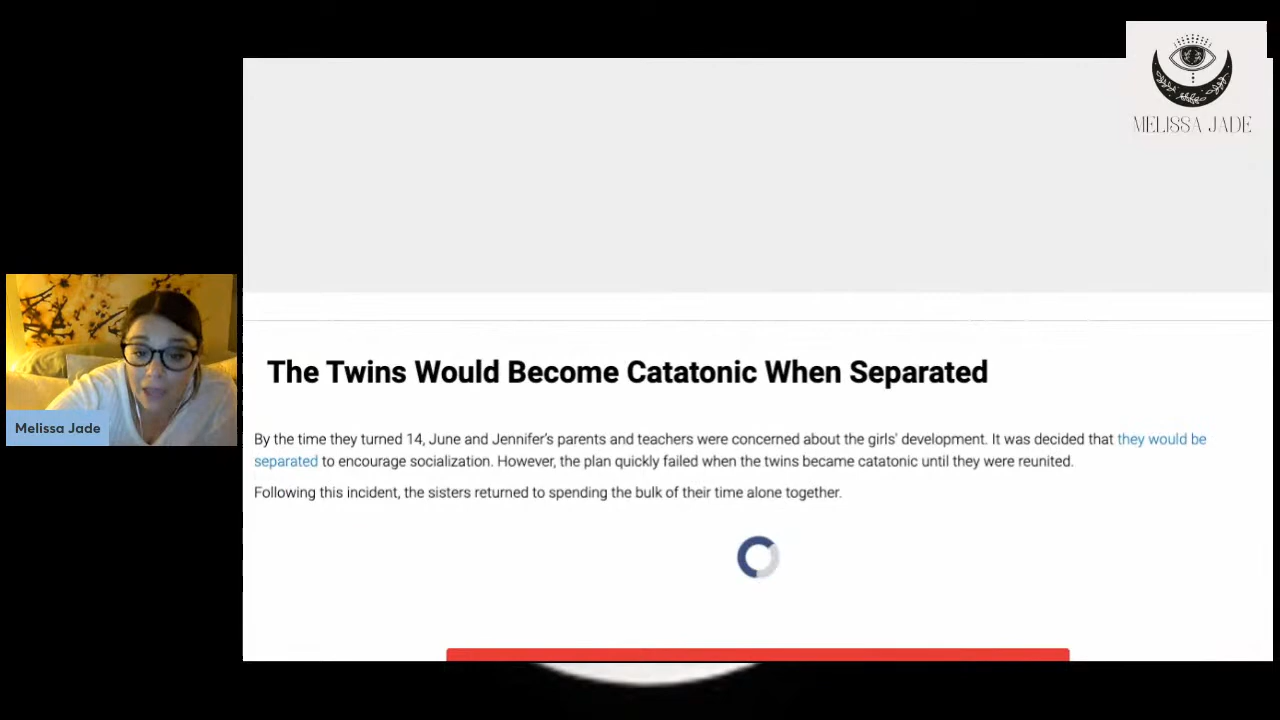 MELISSA JADE
The Twins Would Become Catatonic When Separated
By the time they turned 14, June and Jennifer's parents and teachers were concerned about the girls' development. It was decided that they would be
separated to encourage socialization. However, the plan quickly failed when the twins became catatonic until they were reunited.
Following this incident, the sisters returned to spending the bulk of their time alone together.
Melissa Jade